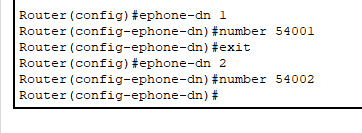 Router(config)#ephone-dn 1
Router(config-ephone-dn)#number 54001
Router(config-ephone-dn)#exit
Router(config)#ephone-dn 2
Router(config-ephone-dn)#number 54002
Router(config-ephone-dn)#